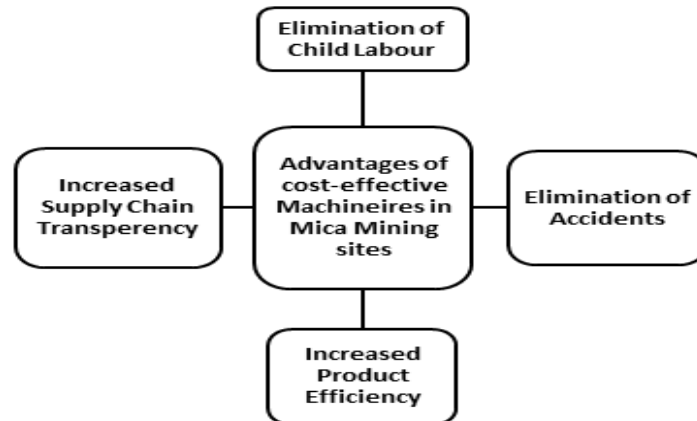 Elimination of
Child Labour
Increased
Supply Chain
Transperency
Advantages of
cost-effective
Machineires in
Mica Mining
sites
Elimination of
Accidents
Increased
Product
Efficiency